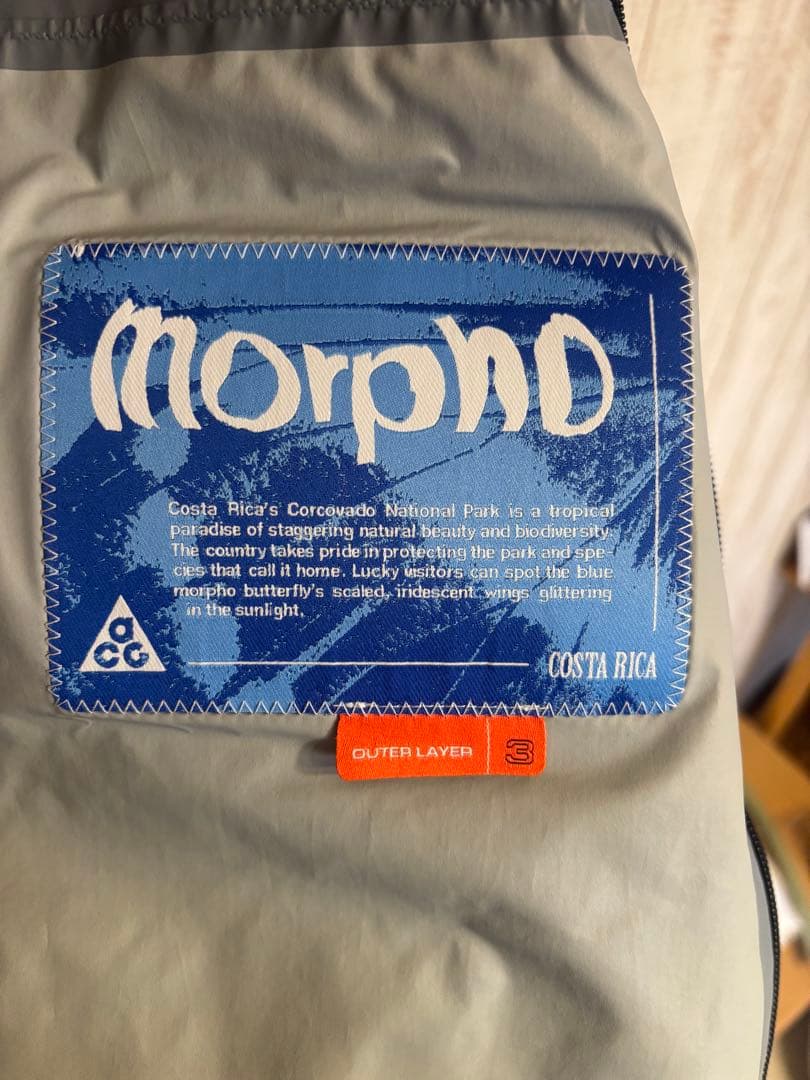 morpho
Costa Rica's Corcovado National Park is a tropical
paradise of staggering natural beauty and biodiversity.
The country takes pride in protecting the park and spe-
cies that call it home. Lucky visitors can spot the blue
morpho butterfly's scaled, iridescent wings glittering
in the sunlight.
acg
COSTA RICA
OUTER LAYER 3